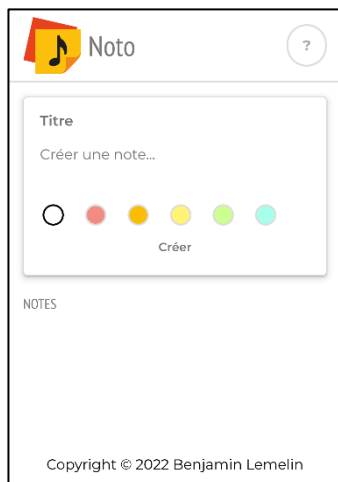 Noto
?
Titre
Créer une note...
Créer
NOTES
Copyright © 2022 Benjamin Lemelin